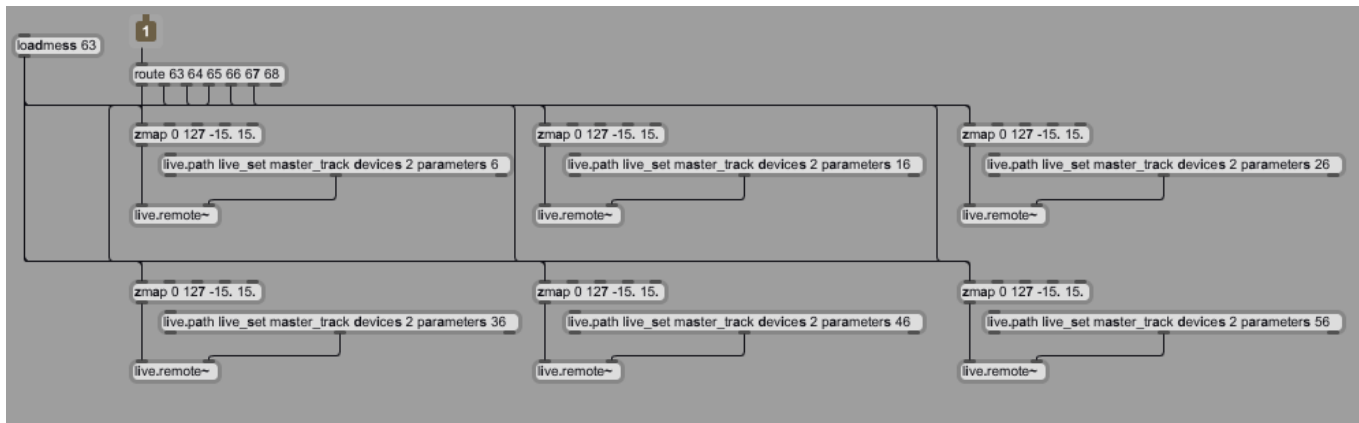 loadmess 63
1
route 63 64 65 66 67 68
zmap 0 127 -15. 15.
live.path live_set master_track devices 2 parameters 6
live.remote~
zmap 0 127 -15. 15.
live.path live_set master_track devices 2 parameters 16
live.remote~
zmap 0 127 -15. 15.
live.path live_set master_track devices 2 parameters 26
live.remote~
zmap 0 127 -15. 15.
live.path live_set master_track devices 2 parameters 36
live.remote~
zmap 0 127 -15. 15.
live.path live_set master_track devices 2 parameters 46
live.remote~
zmap 0 127 -15. 15.
live.path live_set master_track devices 2 parameters 56
live.remote~